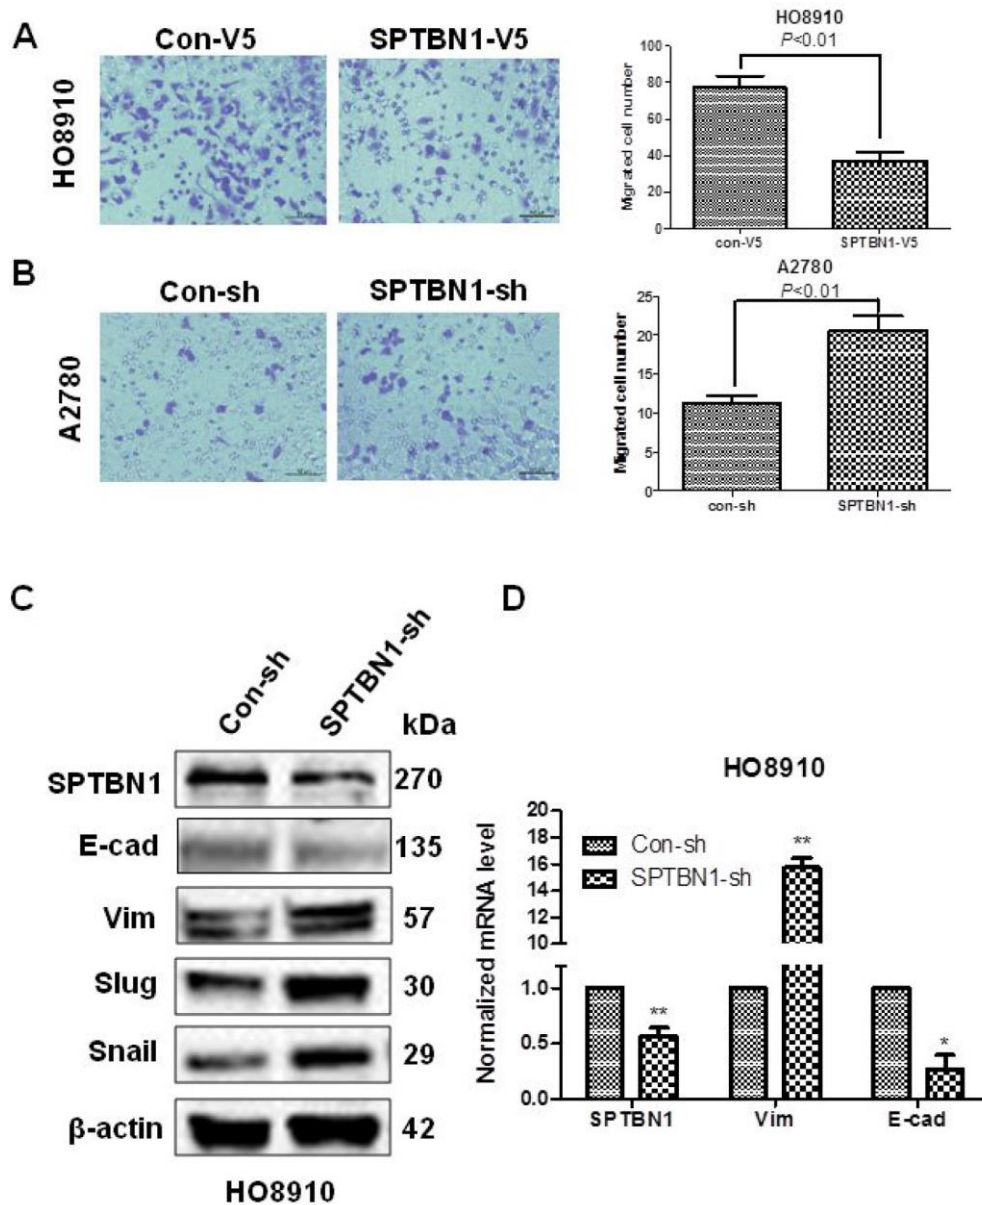 A
Con-V5
SPTBN1-V5
HO8910
HO8910
P<0.01
Migrated cell number
100
80
60
40
20
0
con-V5
SPTBN1-V5
B
Con-sh
SPTBN1-sh
A2780
A2780
P<0.01
Migrated cell number
25
20
15
10
5
0
con-sh
SPTBN1-sh
C
Con-sh
SPTBN1-sh
kDa
SPTBN1
270
E-cad
135
Vim
57
Slug
30
Snail
29
β-actin
42
HO8910
D
HO8910
Normalized mRNA level
20
18
16
14
12
10
1.0
0.5
0.0
Con-sh
SPTBN1-sh
**
**
*
SPTBN1
Vim
E-cad